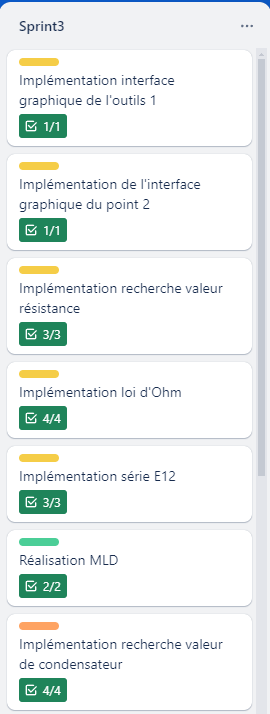 Sprint3
Implémentation interface
graphique de l'outils 1
1/1
Implémentation de l'interface
graphique du point 2
1/1
Implémentation recherche valeur
résistance
3/3
Implémentation loi d'Ohm
4/4
Implémentation série E12
3/3
Réalisation MLD
2/2
Implémentation recherche valeur
de condensateur
4/4